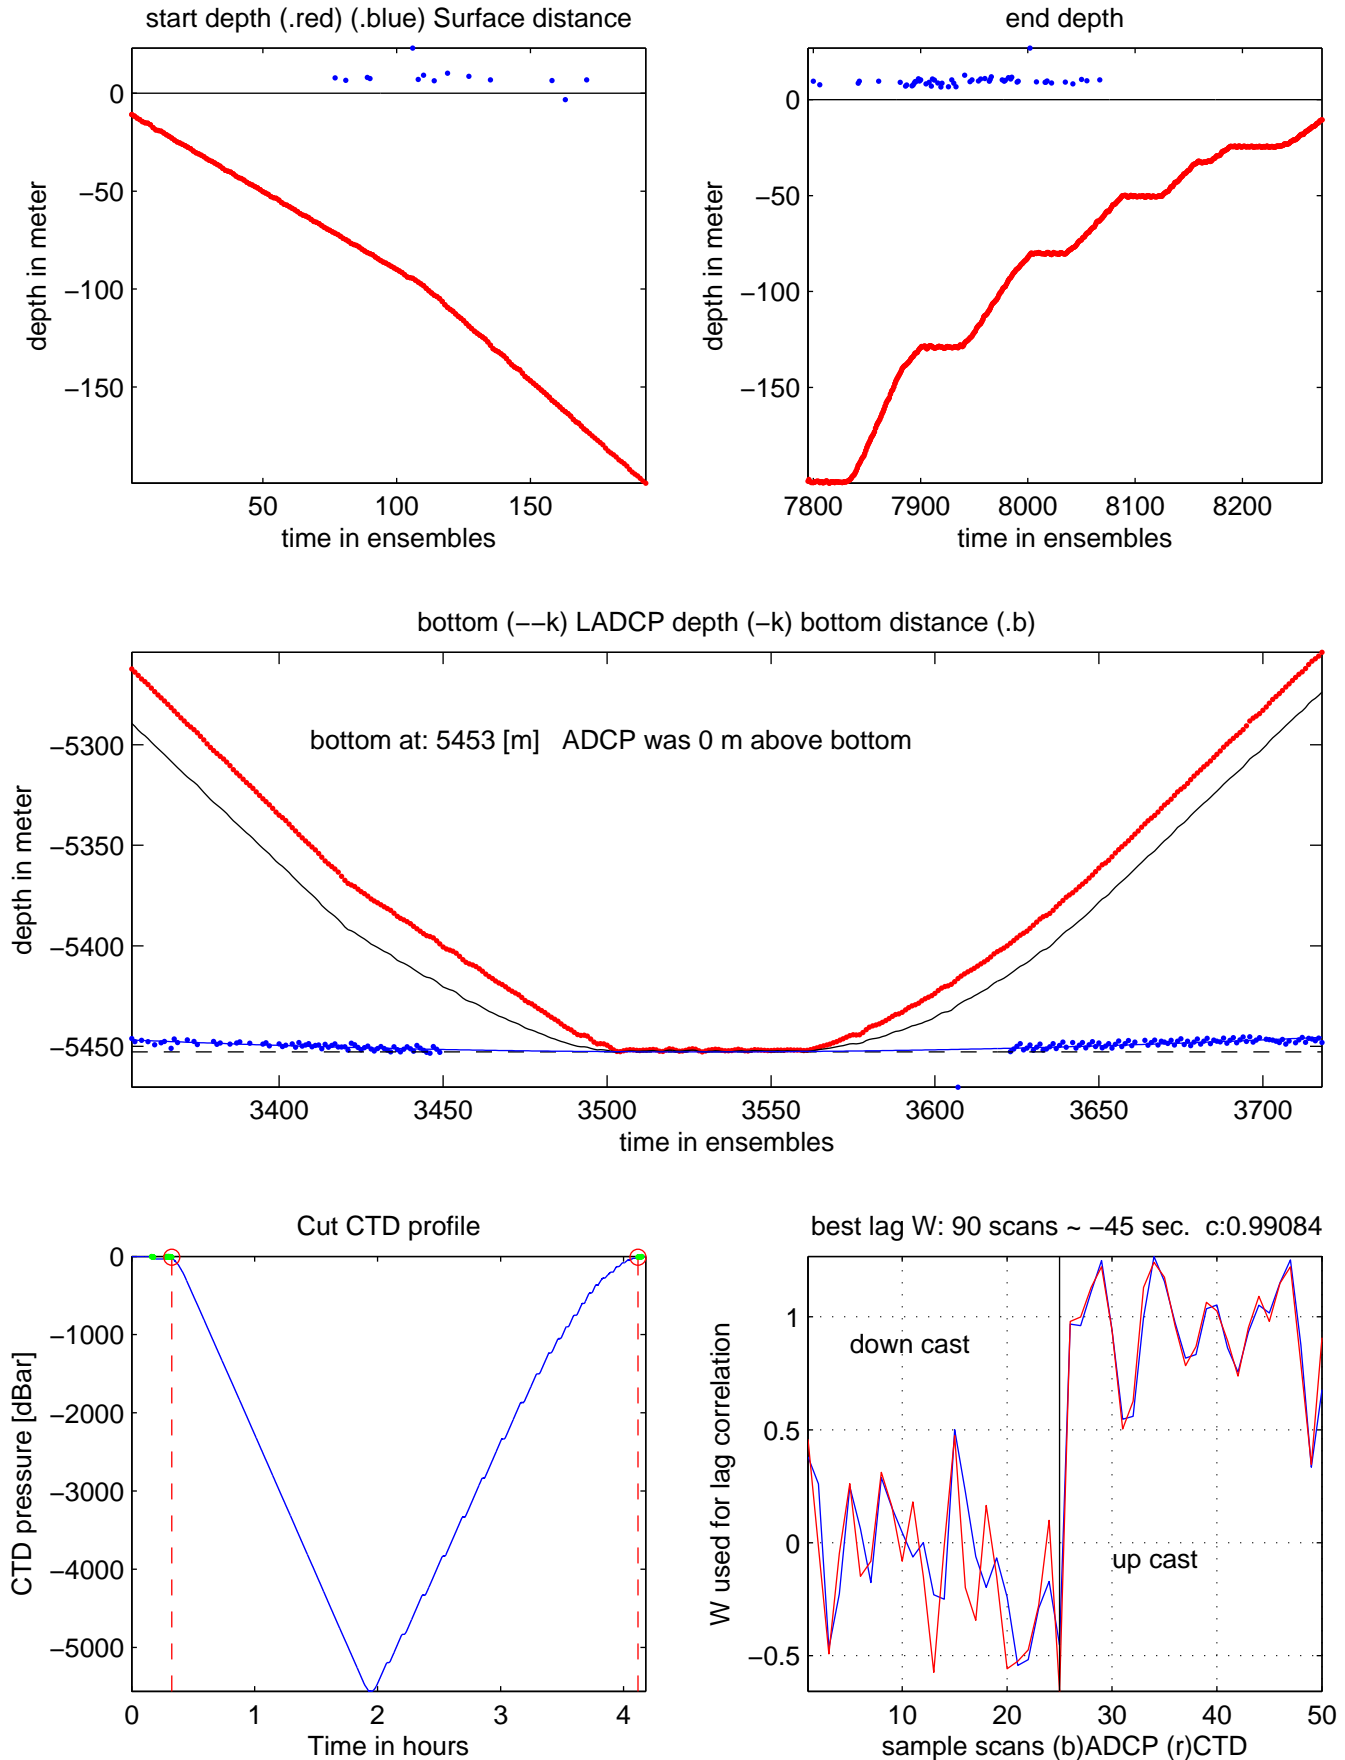 start depth (.red) (.blue) Surface distance
end depth
0
−50
−100
−150
depth in meter
50
100
150
time in ensembles
0
−50
−100
−150
depth in meter
7800
7900
8000
8100
8200
time in ensembles
bottom (−−k) LADCP depth (−k) bottom distance (.b)
bottom at: 5453 [m]   ADCP was 0 m above bottom
−5300
−5350
−5400
−5450
depth in meter
3400
3450
3500
3550
3600
3650
3700
time in ensembles
Cut CTD profile
0
−1000
−2000
−3000
−4000
−5000
CTD pressure [dBar]
0
1
2
3
4
Time in hours
best lag W: 90 scans ~ −45 sec.  c:0.99084
1
0.5
0
−0.5
W used for lag correlation
down cast
up cast
10
20
30
40
50
sample scans (b)ADCP (r)CTD